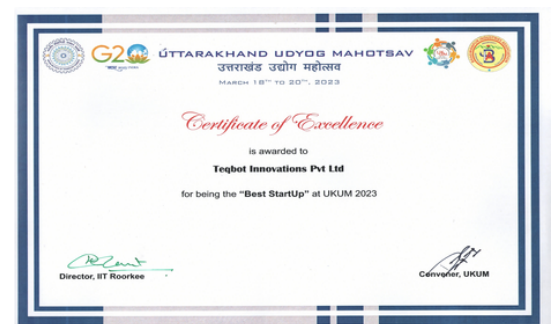 G20
ÚTTARAKHAND UDYOG MAHOTSAV
उत्तराखंड उद्योग महोत्सव
MARCH 18TH TO 20TH, 2023
Certificate of Excellence
is awarded to
Teqbot Innovations Pvt Ltd
for being the "Best StartUp" at UKUM 2023
Director, IIT Roorkee
Convener, UKUM